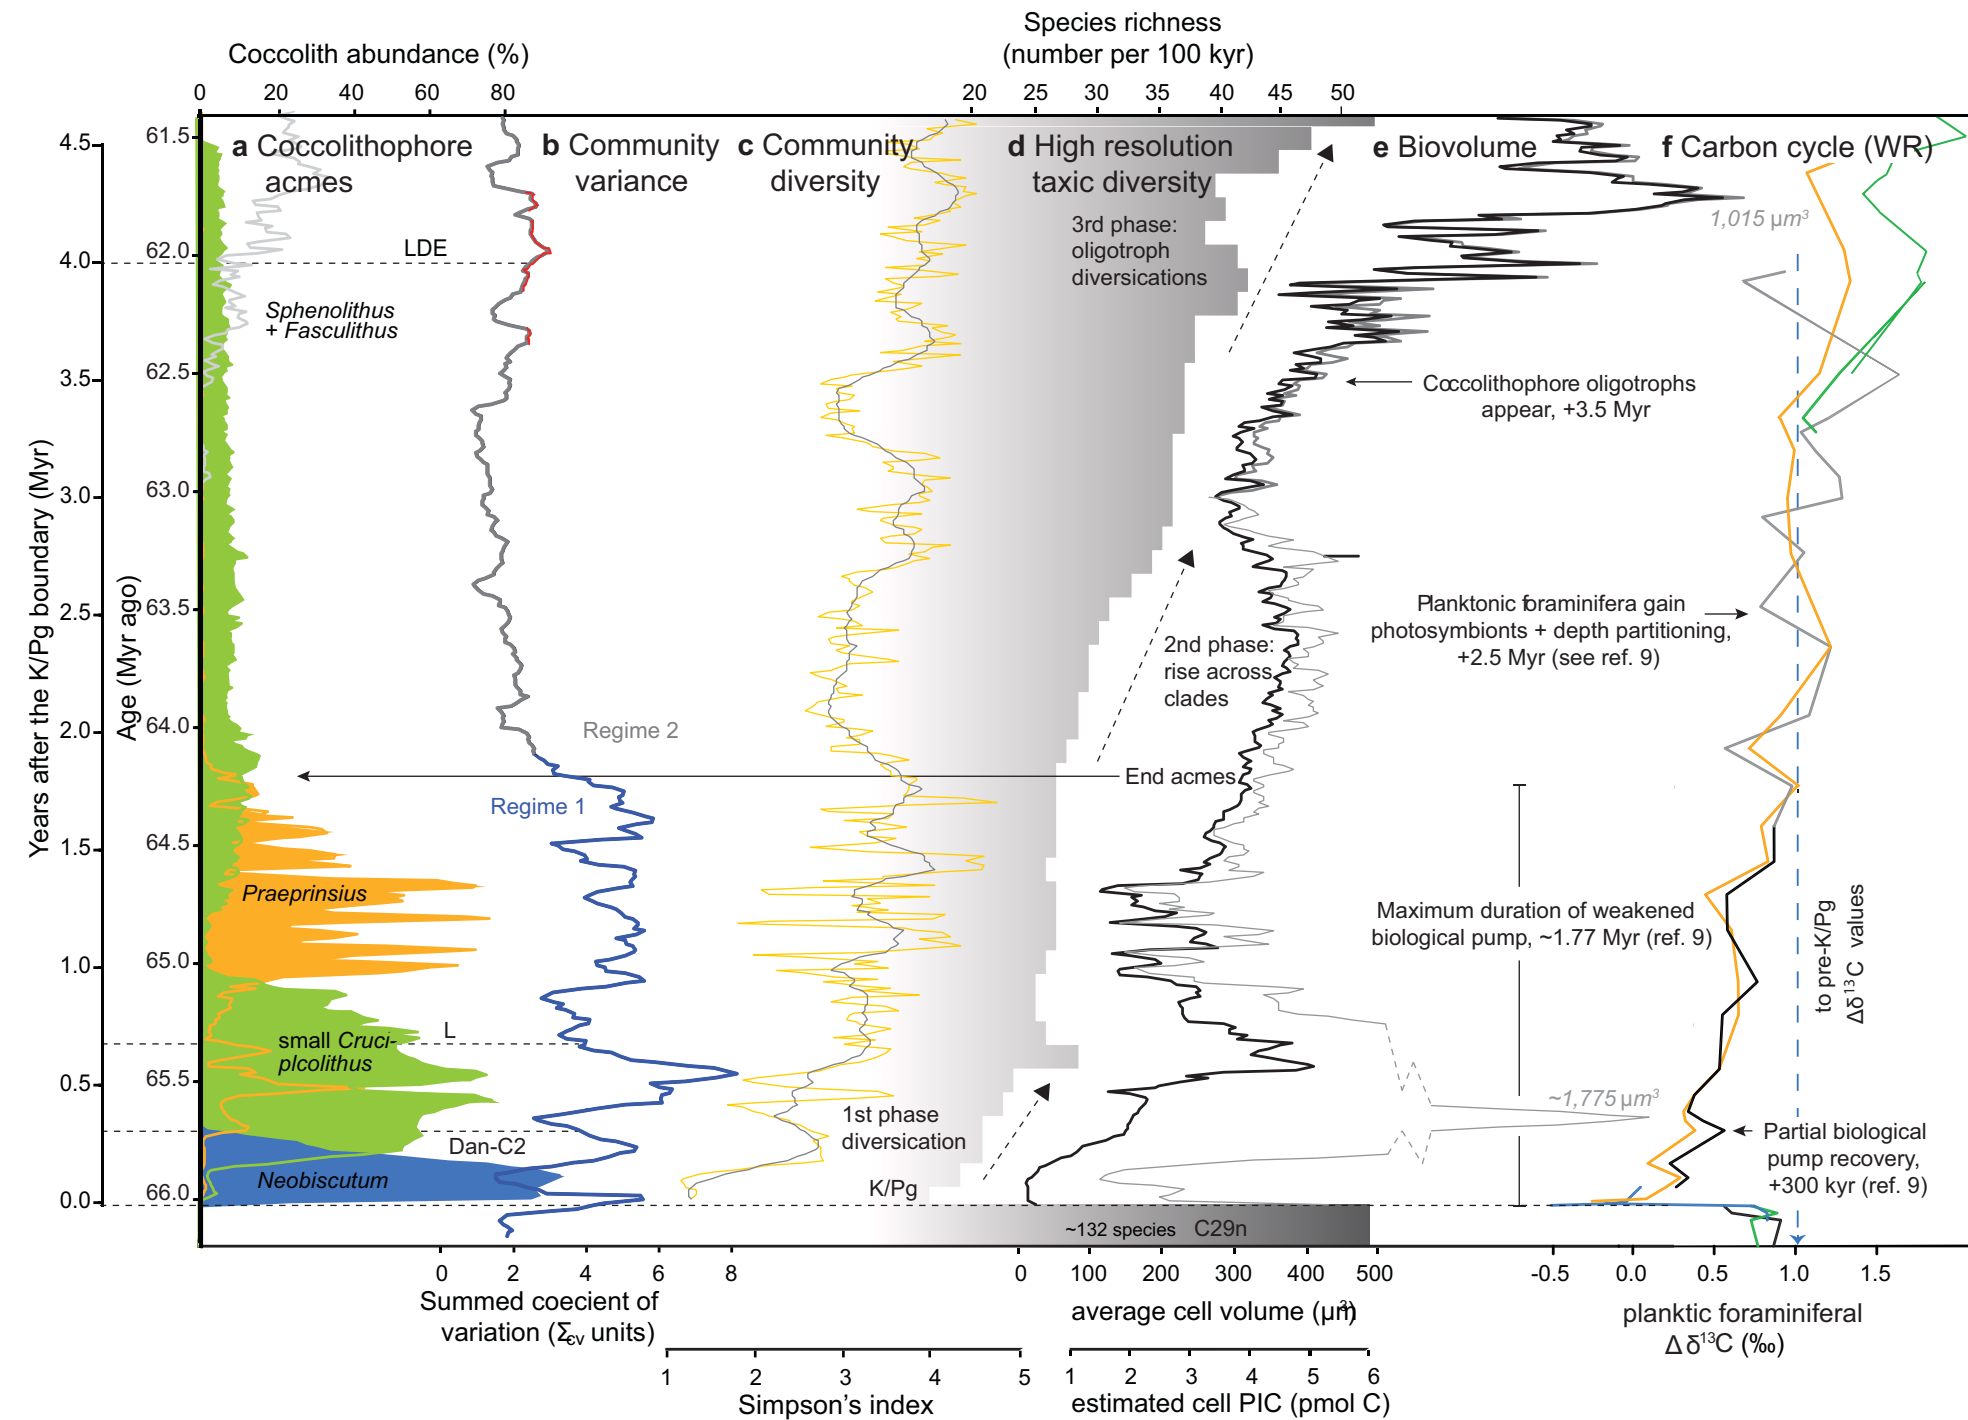 Species richness
(number per 100 kyr)
Coccolith abundance (%)
0 20 40 60 80
20 25 30 35 40 45 50
a Coccolithophore
acmes
b Community
variance
c Community
diversity
d High resolution
taxic diversity
e Biovolume
f Carbon cycle (WR)
Years after the K/Pg boundary (Myr)
4.5
4.0
3.5
3.0
2.5
2.0
1.5
1.0
0.5
0.0
Age (Myr ago)
61.5
62.0
62.5
63.0
63.5
64.0
64.5
65.0
65.5
66.0
LDE
Sphenolithus
+ Fasculithus
3rd phase:
oligotroph
diversications
1,015 µm³
Coccolithophore oligotrophs
appear, +3.5 Myr
Planktonic foraminifera gain
photosymbionts + depth partitioning,
+2.5 Myr (see ref. 9)
2nd phase:
rise across
clades
Regime 2
End acmes
Regime 1
Praeprinsius
Maximum duration of weakened
biological pump, ~1.77 Myr (ref. 9)
to pre-K/Pg
Δδ¹³C values
L
small Cruci-
plcolithus
~1,775 µm³
1st phase
diversication
Dan-C2
Partial biological
pump recovery,
+300 kyr (ref. 9)
Neobiscutum
K/Pg
~132 species C29n
0 2 4 6 8
Summed coecient of
variation (Σcv units)
0 100 200 300 400 500
average cell volume (µm³)
-0.5 0.0 0.5 1.0 1.5
planktic foraminiferal
Δ δ¹³C (‰)
1 2 3 4 5
Simpson's index
1 2 3 4 5 6
estimated cell PIC (pmol C)